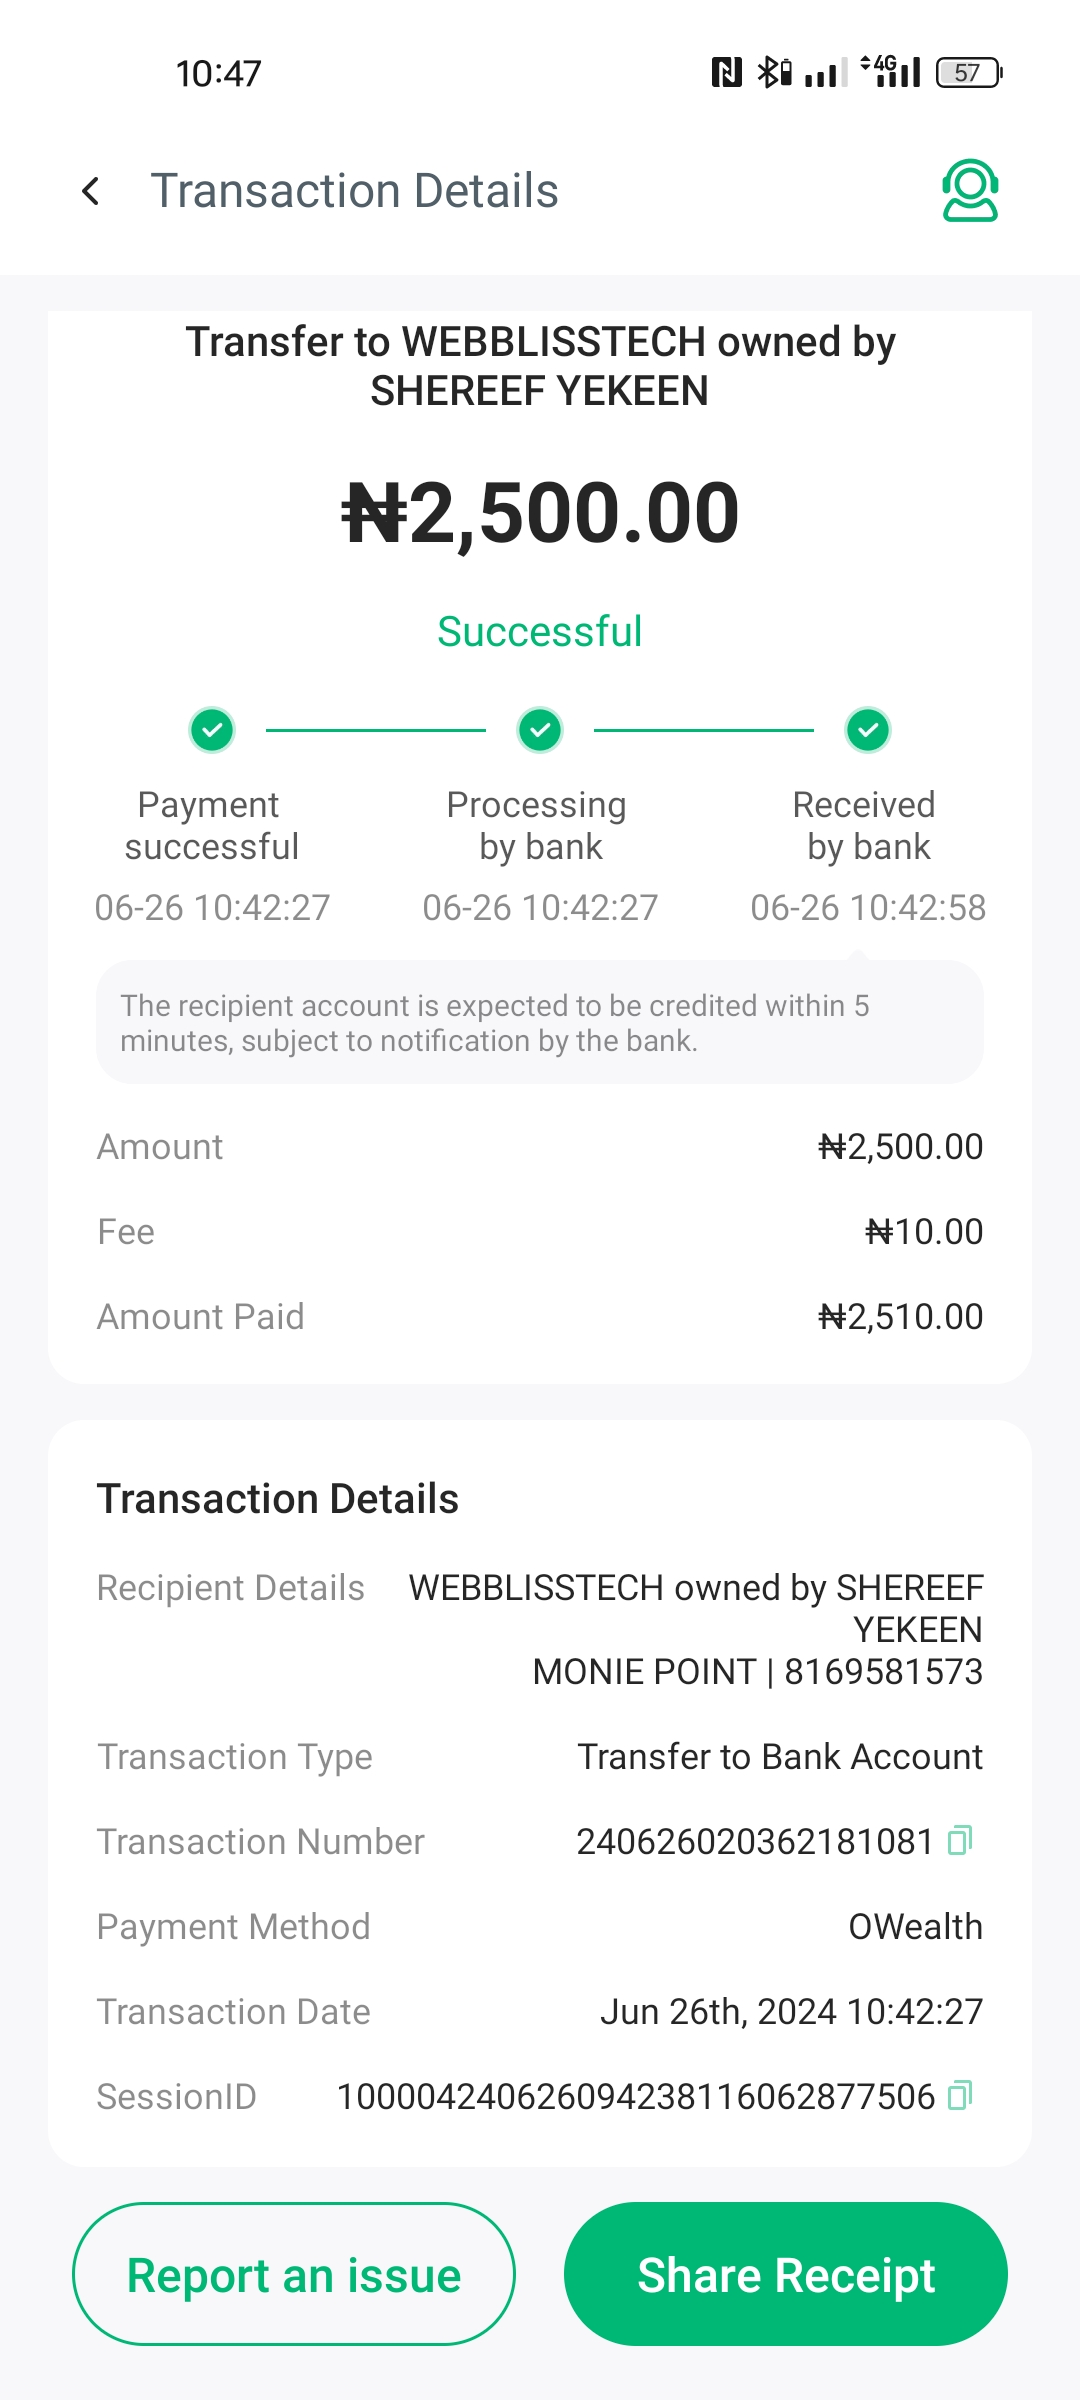 10:47
4G
57
Transaction Details
Transfer to WEBBLISSTECH owned by
SHEREEF YEKEEN
₦2,500.00
Successful
Payment
successful
06-26 10:42:27
Processing
by bank
06-26 10:42:27
Received
by bank
06-26 10:42:58
The recipient account is expected to be credited within 5
minutes, subject to notification by the bank.
Amount ₦2,500.00
Fee ₦10.00
Amount Paid ₦2,510.00
Transaction Details
Recipient Details WEBBLISSTECH owned by SHEREEF
YEKEEN
MONIE POINT | 8169581573
Transaction Type Transfer to Bank Account
Transaction Number 240626020362181081
Payment Method OWealth
Transaction Date Jun 26th, 2024 10:42:27
SessionID 100004240626094238116062877506
Report an issue Share Receipt